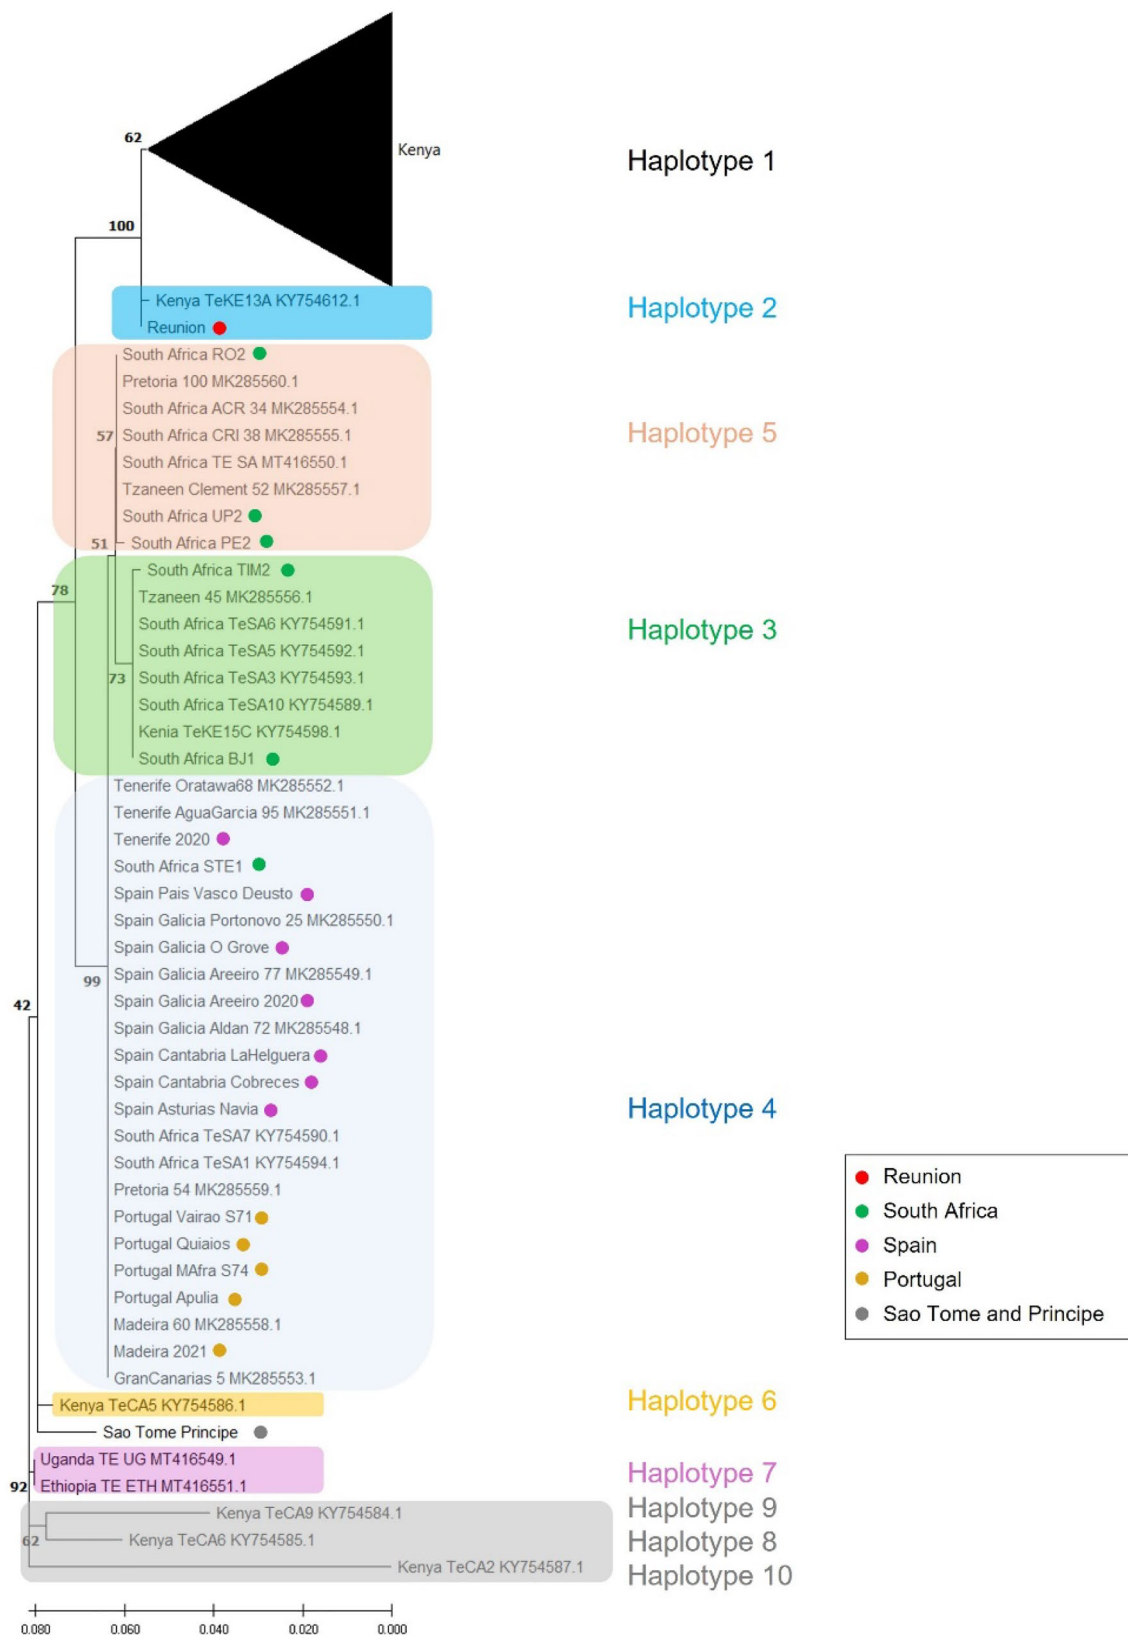 62
Kenya
Haplotype 1
100
Kenya TeKE13A KY754612.1
Haplotype 2
Reunion
South Africa RO2
Pretoria 100 MK285560.1
South Africa ACR 34 MK285554.1
57
South Africa CRI 38 MK285555.1
Haplotype 5
South Africa TE SA MT416550.1
Tzaneen Clement 52 MK285557.1
South Africa UP2
51
South Africa PE2
South Africa TIM2
78
Tzaneen 45 MK285556.1
South Africa TeSA6 KY754591.1
Haplotype 3
South Africa TeSA5 KY754592.1
73
South Africa TeSA3 KY754593.1
South Africa TeSA10 KY754589.1
Kenia TeKE15C KY754598.1
South Africa BJ1
Tenerife Oratawa68 MK285552.1
Tenerife AguaGarcia 95 MK285551.1
Tenerife 2020
South Africa STE1
Spain Pais Vasco Deusto
Spain Galicia Portonovo 25 MK285550.1
Spain Galicia O Grove
99
Spain Galicia Areeiro 77 MK285549.1
42
Spain Galicia Areeiro 2020
Spain Galicia Aldan 72 MK285548.1
Spain Cantabria LaHelguera
Spain Cantabria Cobreces
Spain Asturias Navia
Haplotype 4
South Africa TeSA7 KY754590.1
South Africa TeSA1 KY754594.1
Pretoria 54 MK285559.1
Portugal Vairao S71
Portugal Quiaios
Portugal MAfra S74
Portugal Apulia
Madeira 60 MK285558.1
Madeira 2021
GranCanarias 5 MK285553.1
Reunion
South Africa
Spain
Portugal
Sao Tome and Principe
Kenya TeCA5 KY754586.1
Haplotype 6
Sao Tome Principe
Uganda TE UG MT416549.1
Haplotype 7
92
Ethiopia TE ETH MT416551.1
Kenya TeCA9 KY754584.1
Haplotype 9
62
Kenya TeCA6 KY754585.1
Haplotype 8
Kenya TeCA2 KY754587.1
Haplotype 10
0.080 0.060 0.040 0.020 0.000